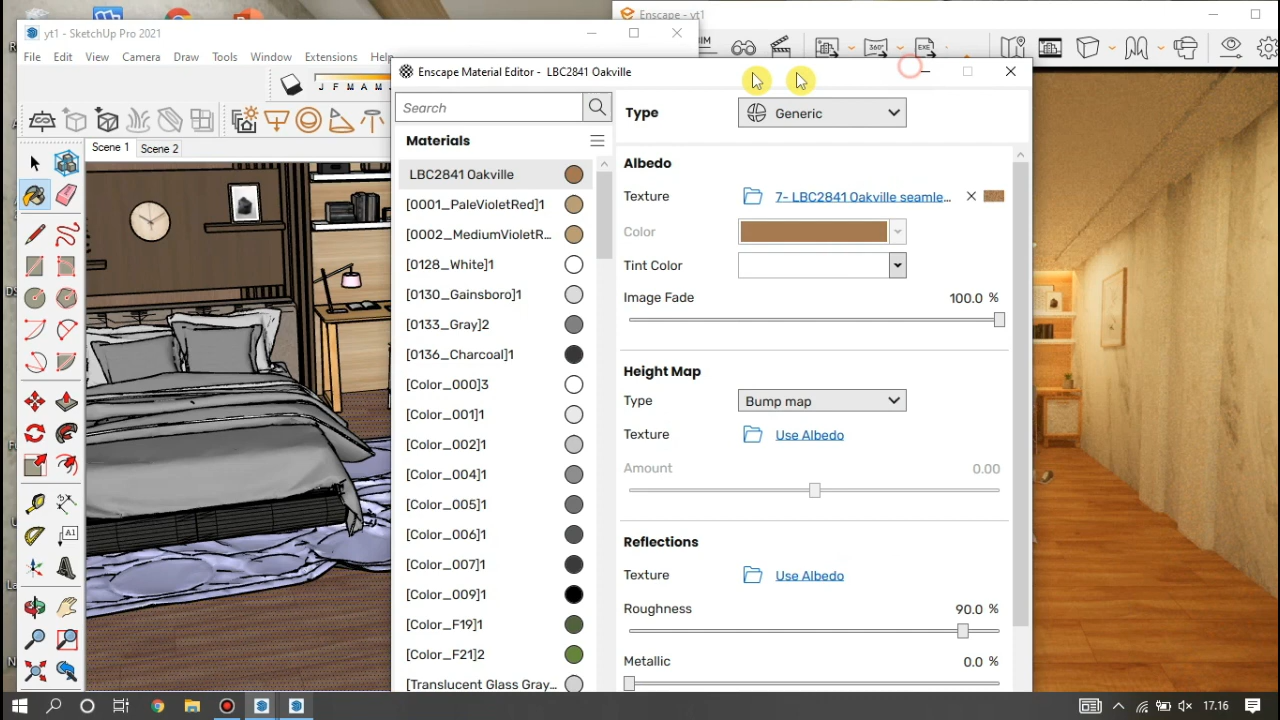 yt1 - SketchUp Pro 2021
Enscape - yt1
File Edit View Camera Draw Tools Window Extensions Help
J F M A M
Enscape Material Editor - LBC2841 Oakville
Search
Type
Generic
Materials
Scene 1
Scene 2
Albedo
LBC2841 Oakville
Texture
7- LBC2841 Oakville seamle...
[0001_PaleVioletRed]1
Color
[0002_MediumVioletR...
[0128_White]1
Tint Color
[0130_Gainsboro]1
Image Fade
100.0 %
[0133_Gray]2
[0136_Charcoal]1
Height Map
[Color_000]3
Type
Bump map
[Color_001]1
Texture
Use Albedo
[Color_002]1
Amount
0.00
[Color_004]1
[Color_005]1
[Color_006]1
Reflections
[Color_007]1
Texture
Use Albedo
[Color_009]1
Roughness
90.0 %
[Color_F19]1
[Color_F21]2
Metallic
0.0 %
[Translucent Glass Gray...
17.16